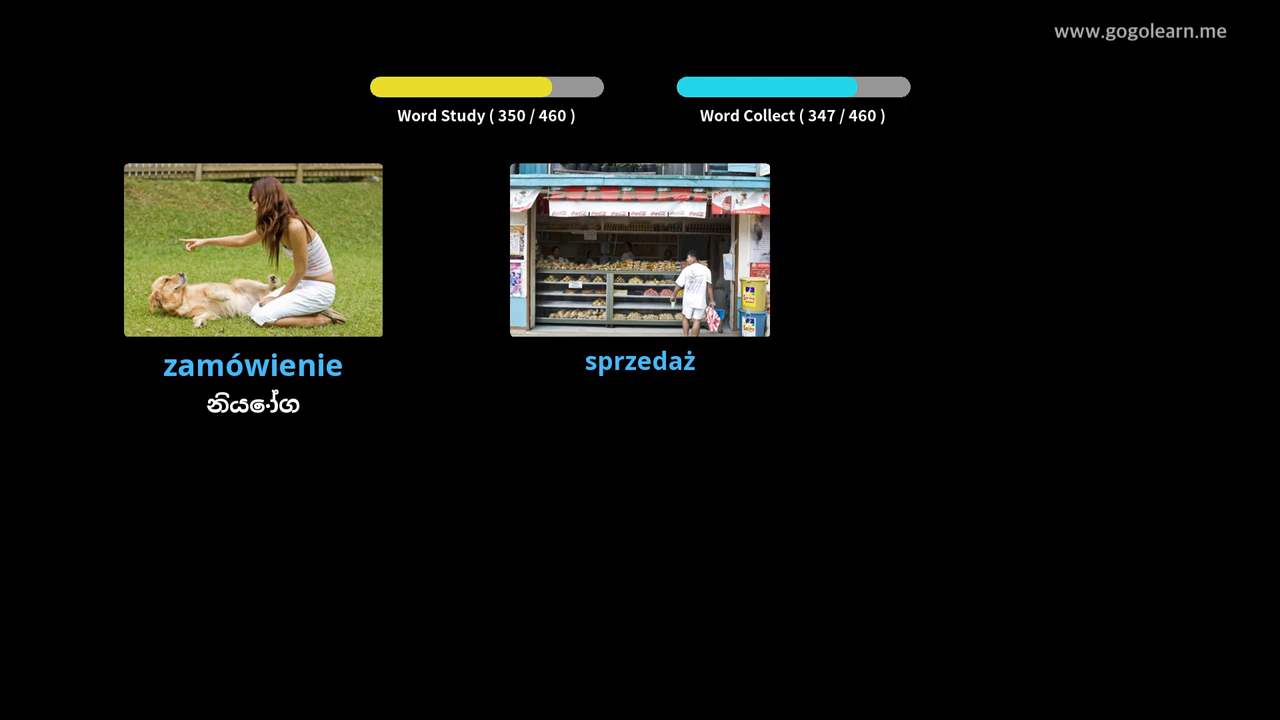 www.gogolearn.me
Word Study ( 350 / 460 )
Word Collect ( 347 / 460 )
zamówienie
නියෝග
sprzedaż